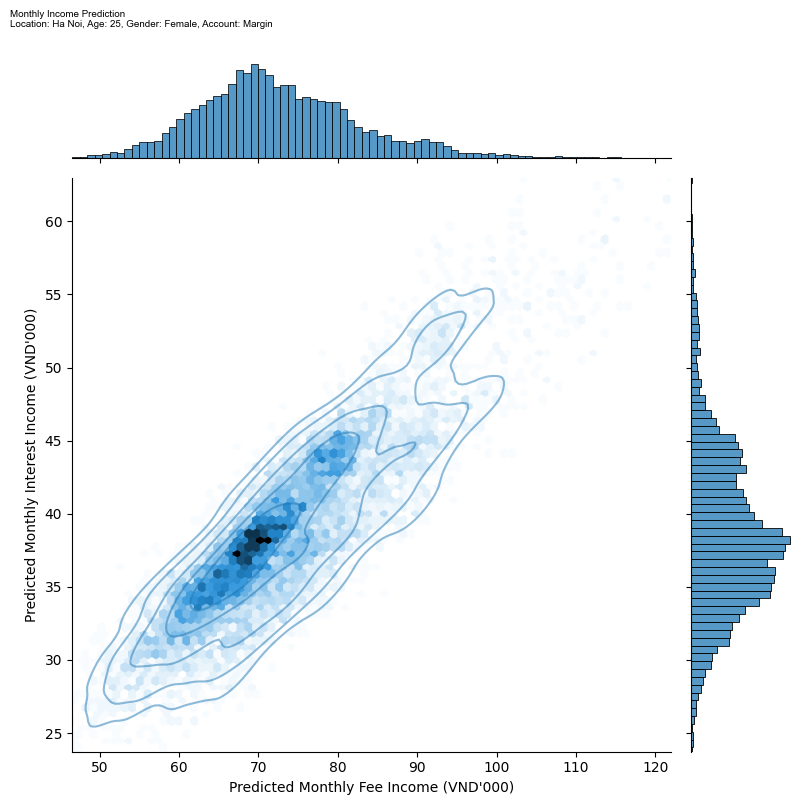 Monthly Income Prediction
Location: Ha Noi, Age: 25, Gender: Female, Account: Margin
60
55
50
45
40
35
30
25
Predicted Monthly Interest Income (VND'000)
50 60 70 80 90 100 110 120
Predicted Monthly Fee Income (VND'000)